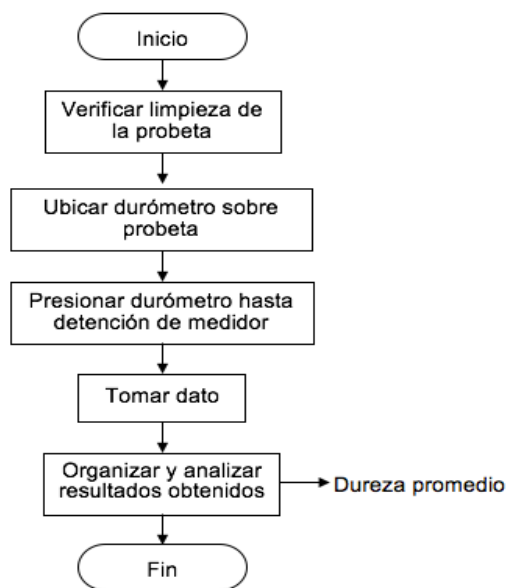 Inicio
Verificar limpieza de
la probeta
Ubicar durómetro sobre
probeta
Presionar durómetro hasta
detención de medidor
Tomar dato
Organizar y analizar
resultados obtenidos
Dureza promedio
Fin